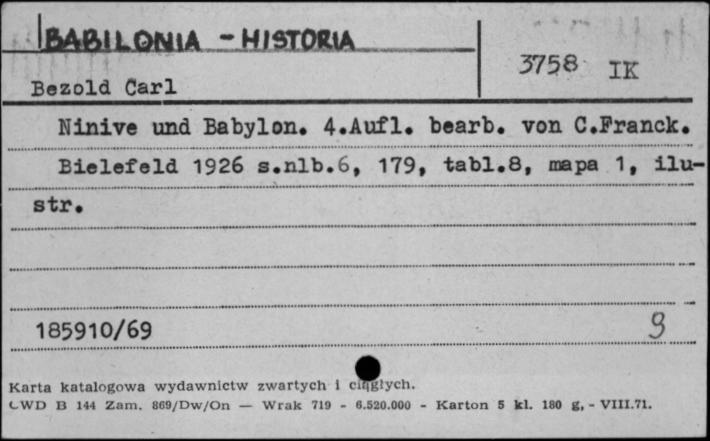 BABILONIA - HISTORIA
3758 IK
Bezold Carl
Ninive und Babylon. 4.Aufl. bearb. von C.Franck.
Bielefeld 1926 s.nlb.6, 179, tabl.8, mapa 1, ilu-
str.
185910/69 9
Karta katalogowa wydawnictw zwartych i ciągłych.
CWD B 144 Zam. 869/Dw/On — Wrak 719 - 6.520.000 - Karton 5 kl. 180 g, - VIII.71.